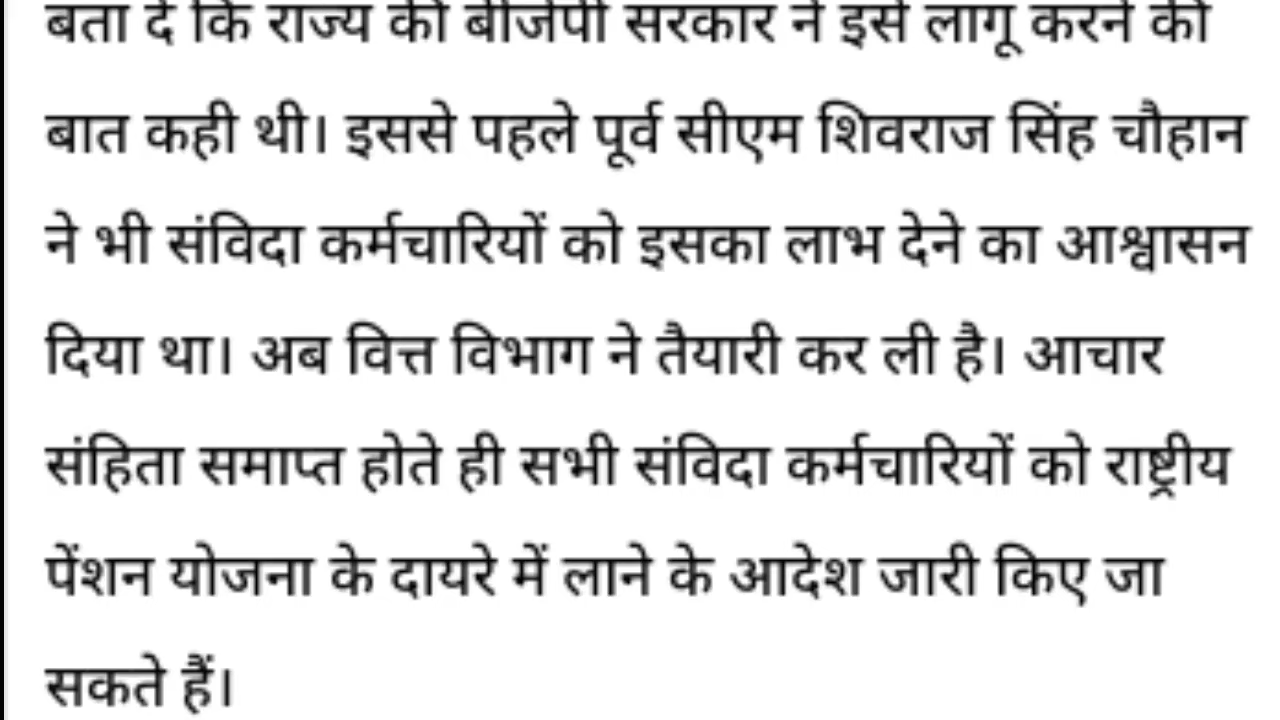 बता दें कि राज्य की बीजेपी सरकार ने इसे लागू करने की
बात कही थी। इससे पहले पूर्व सीएम शिवराज सिंह चौहान
ने भी संविदा कर्मचारियों को इसका लाभ देने का आश्वासन
दिया था। अब वित्त विभाग ने तैयारी कर ली है। आचार
संहिता समाप्त होते ही सभी संविदा कर्मचारियों को राष्ट्रीय
पेंशन योजना के दायरे में लाने के आदेश जारी किए जा
सकते हैं।